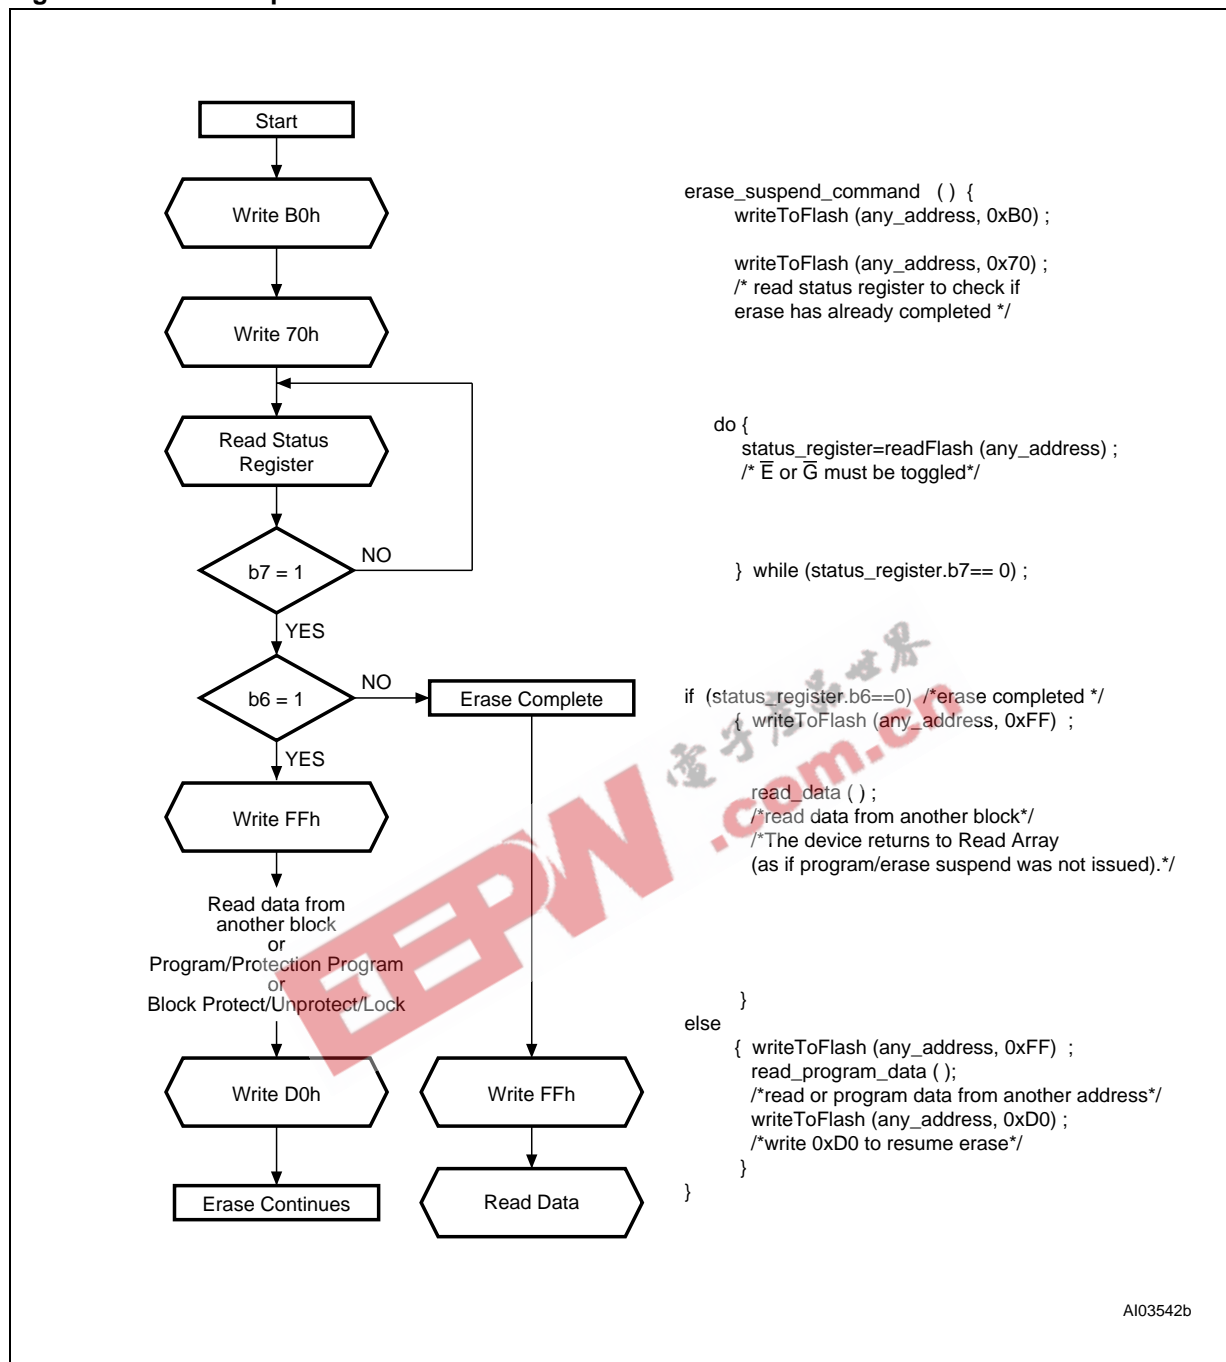 Start
Write B0h
Write 70h
Read Status
Register
b7 = 1
NO
YES
b6 = 1
NO
Erase Complete
YES
Write FFh
Read data from
another block
or
Program/Protection Program
or
Block Protect/Unprotect/Lock
Write D0h
Write FFh
Erase Continues
Read Data
erase_suspend_command ( ) {
writeToFlash (any_address, 0xB0) ;
writeToFlash (any_address, 0x70) ;
/* read status register to check if
erase has already completed */
do {
status_register=readFlash (any_address) ;
/* E̅ or G̅ must be toggled*/
} while (status_register.b7== 0) ;
if (status_register.b6==0) /*erase completed */
{ writeToFlash (any_address, 0xFF) ;
read_data ( ) ;
/*read data from another block*/
/*The device returns to Read Array
(as if program/erase suspend was not issued).*/
}
else
{ writeToFlash (any_address, 0xFF) ;
read_program_data ( );
/*read or program data from another address*/
writeToFlash (any_address, 0xD0) ;
/*write 0xD0 to resume erase*/
}
}
EEPW
電子產品世界
.com.cn
AI03542b